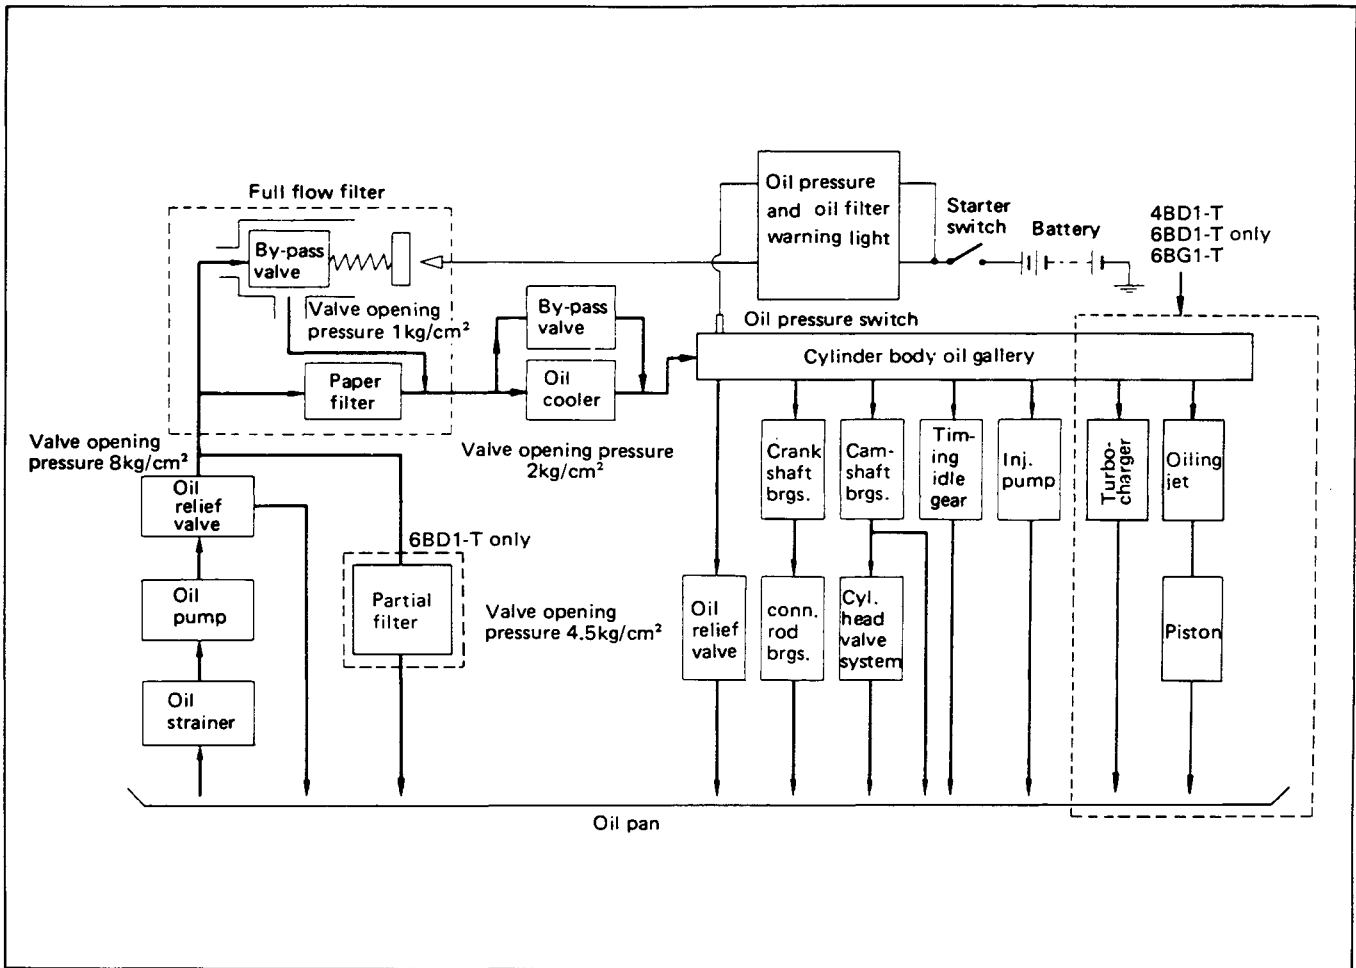 Full flow filter
By-pass
valve
Valve opening
pressure 1kg/cm²
Paper
filter
By-pass
valve
Oil
cooler
Valve opening pressure
2kg/cm²
Oil pressure
and oil filter
warning light
Starter
switch
Battery
4BD1-T
6BD1-T only
6BG1-T
Oil pressure switch
Cylinder body oil gallery
Valve opening
pressure 8kg/cm²
Oil
relief
valve
Oil
pump
Oil
strainer
6BD1-T only
Partial
filter
Valve opening
pressure 4.5kg/cm²
Oil
relief
valve
Crank
shaft
brgs.
conn.
rod
brgs.
Cam-
shaft
brgs.
Cyl.
head
valve
system
Tim-
ing
idle
gear
Inj.
pump
Turbo-
charger
Oiling
jet
Piston
Oil pan